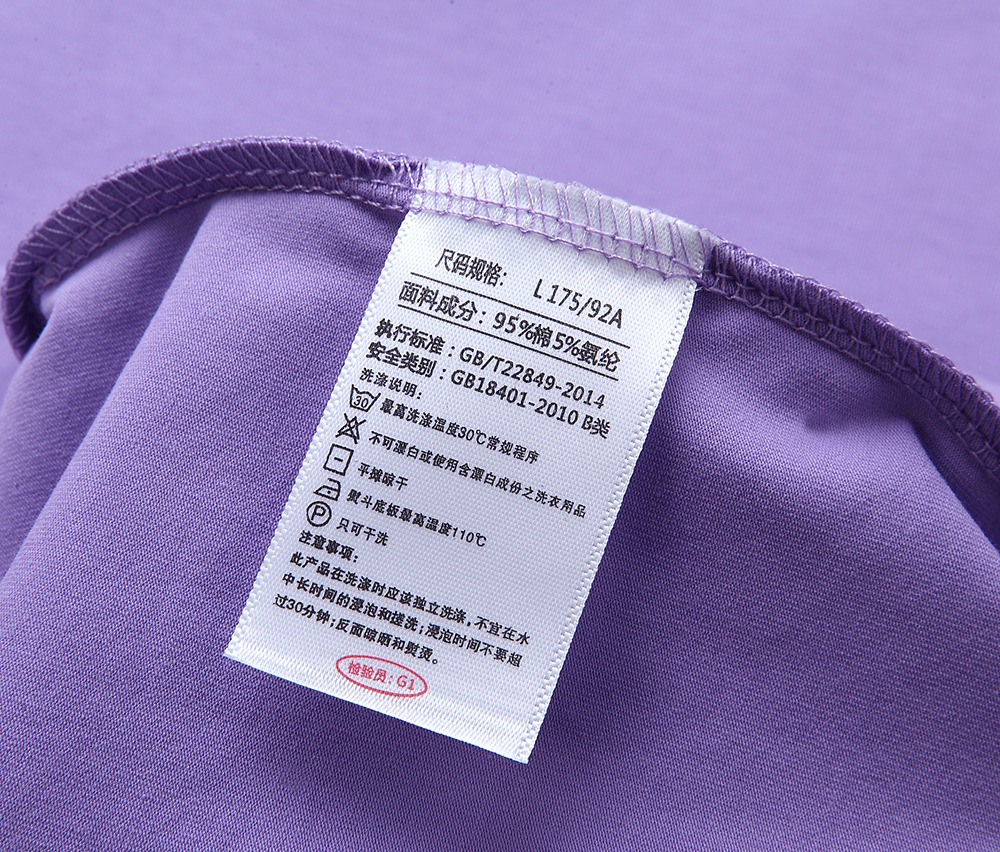 尺码规格: L175/92A
面料成分: 95%棉5%氨纶
执行标准: GB/T22849-2014
安全类别: GB18401-2010 B类
洗涤说明:
30 最高洗涤温度30℃常规程序
不可漂白或使用含漂白成份之洗衣用品
平摊晾干
熨斗底板最高温度110℃
P 只可干洗
注意事项:
此产品在洗涤时应该独立洗涤,不宜在水
中长时间的浸泡和搓洗;浸泡时间不要超
过30分钟;反面晾晒和熨烫。
检验员: G1